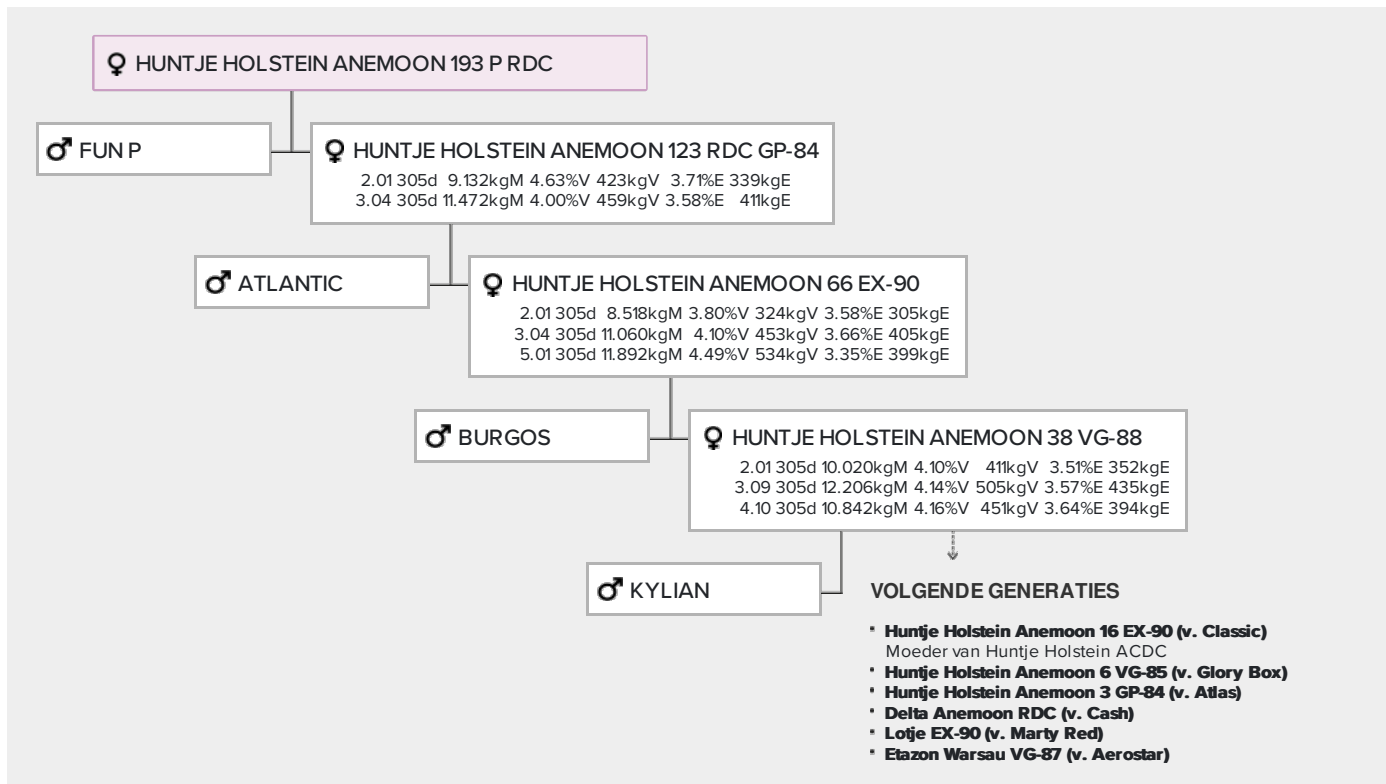 ♀ HUNTJE HOLSTEIN ANEMOON 193 P RDC
♂ FUN P
♀ HUNTJE HOLSTEIN ANEMOON 123 RDC GP-84
2.01 305d 9.132kgM 4.63%V 423kgV 3.71%E 339kgE
3.04 305d 11.472kgM 4.00%V 459kgV 3.58%E 411kgE
♂ ATLANTIC
♀ HUNTJE HOLSTEIN ANEMOON 66 EX-90
2.01 305d 8.518kgM 3.80%V 324kgV 3.58%E 305kgE
3.04 305d 11.060kgM 4.10%V 453kgV 3.66%E 405kgE
5.01 305d 11.892kgM 4.49%V 534kgV 3.35%E 399kgE
♂ BURGOS
♀ HUNTJE HOLSTEIN ANEMOON 38 VG-88
2.01 305d 10.020kgM 4.10%V 411kgV 3.51%E 352kgE
3.09 305d 12.206kgM 4.14%V 505kgV 3.57%E 435kgE
4.10 305d 10.842kgM 4.16%V 451kgV 3.64%E 394kgE
♂ KYLIAN
VOLGENDE GENERATIES
• Huntje Holstein Anemoon 16 EX-90 (v. Classic)
Moeder van Huntje Holstein ACDC
• Huntje Holstein Anemoon 6 VG-85 (v. Glory Box)
• Huntje Holstein Anemoon 3 GP-84 (v. Atlas)
• Delta Anemoon RDC (v. Cash)
• Lotje EX-90 (v. Marty Red)
• Etazon Warsau VG-87 (v. Aerostar)